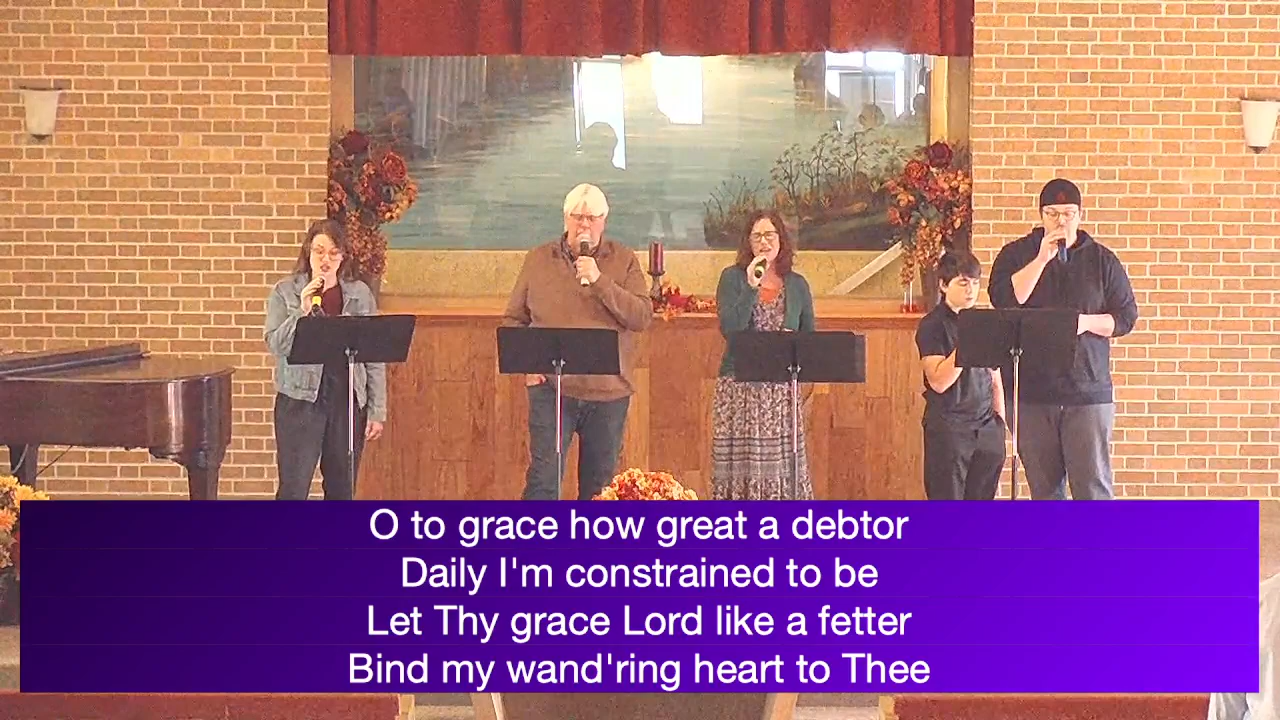 O to grace how great a debtor
Daily I'm constrained to be
Let Thy grace Lord like a fetter
Bind my wand'ring heart to Thee